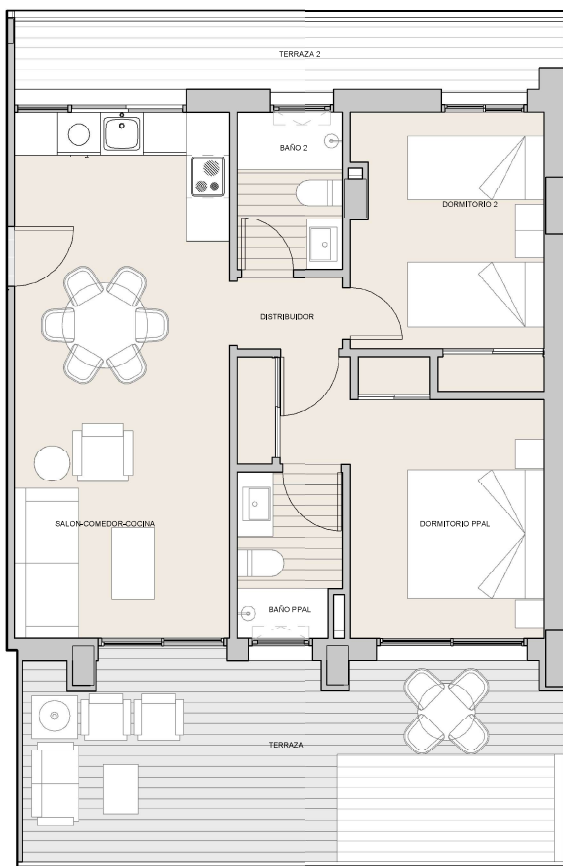 TERRAZA 2
BAÑO 2
DORMITORIO 2
DISTRIBUIDOR
SALON-COMEDOR-COCINA
DORMITORIO PPAL
BAÑO PPAL
TERRAZA